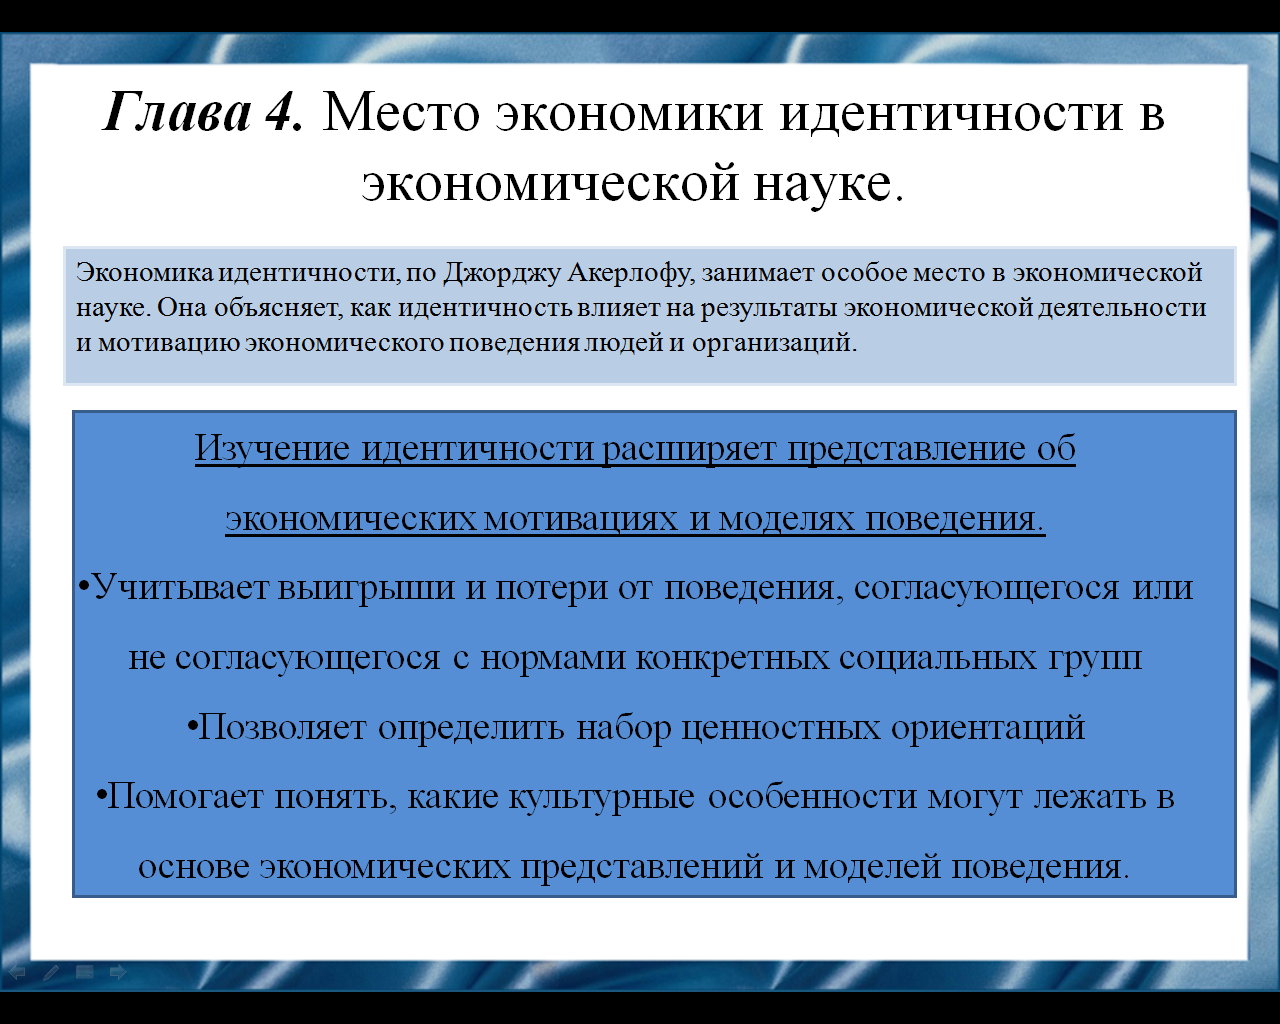 Глава 4. Место экономики идентичности в
экономической науке.
Экономика идентичности, по Джорджу Акерлофу, занимает особое место в экономической
науке. Она объясняет, как идентичность влияет на результаты экономической деятельности
и мотивацию экономического поведения людей и организаций.
Изучение идентичности расширяет представление об
экономических мотивациях и моделях поведения.
•Учитывает выигрыши и потери от поведения, согласующегося или
не согласующегося с нормами конкретных социальных групп
•Позволяет определить набор ценностных ориентаций
•Помогает понять, какие культурные особенности могут лежать в
основе экономических представлений и моделей поведения.